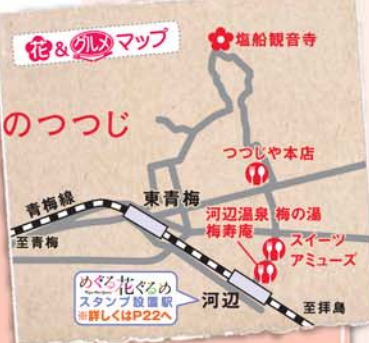 花&グルメ マップ
塩船観音寺
のつつじ
つつじや本店
青梅線
東青梅
至青梅
河辺温泉 梅の湯
梅寿庵
スイーツ
アミューズ
めぐる花ぐるめ
スタンプ設置駅
※詳しくはP22へ
河辺
至拝島